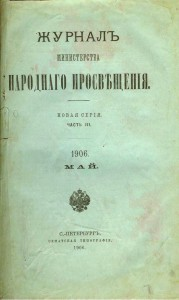 ЖУРНАЛЪ
МИНИСТЕРСТВА
НАРОДНАГО ПРОСВѢЩЕНІЯ.
НОВАЯ СЕРІЯ.
ЧАСТЬ III.
1906.
МАЙ.
С.-ПЕТЕРБУРГЪ.
СЕНАТСКАЯ ТИПОГРАФІЯ.
1906.